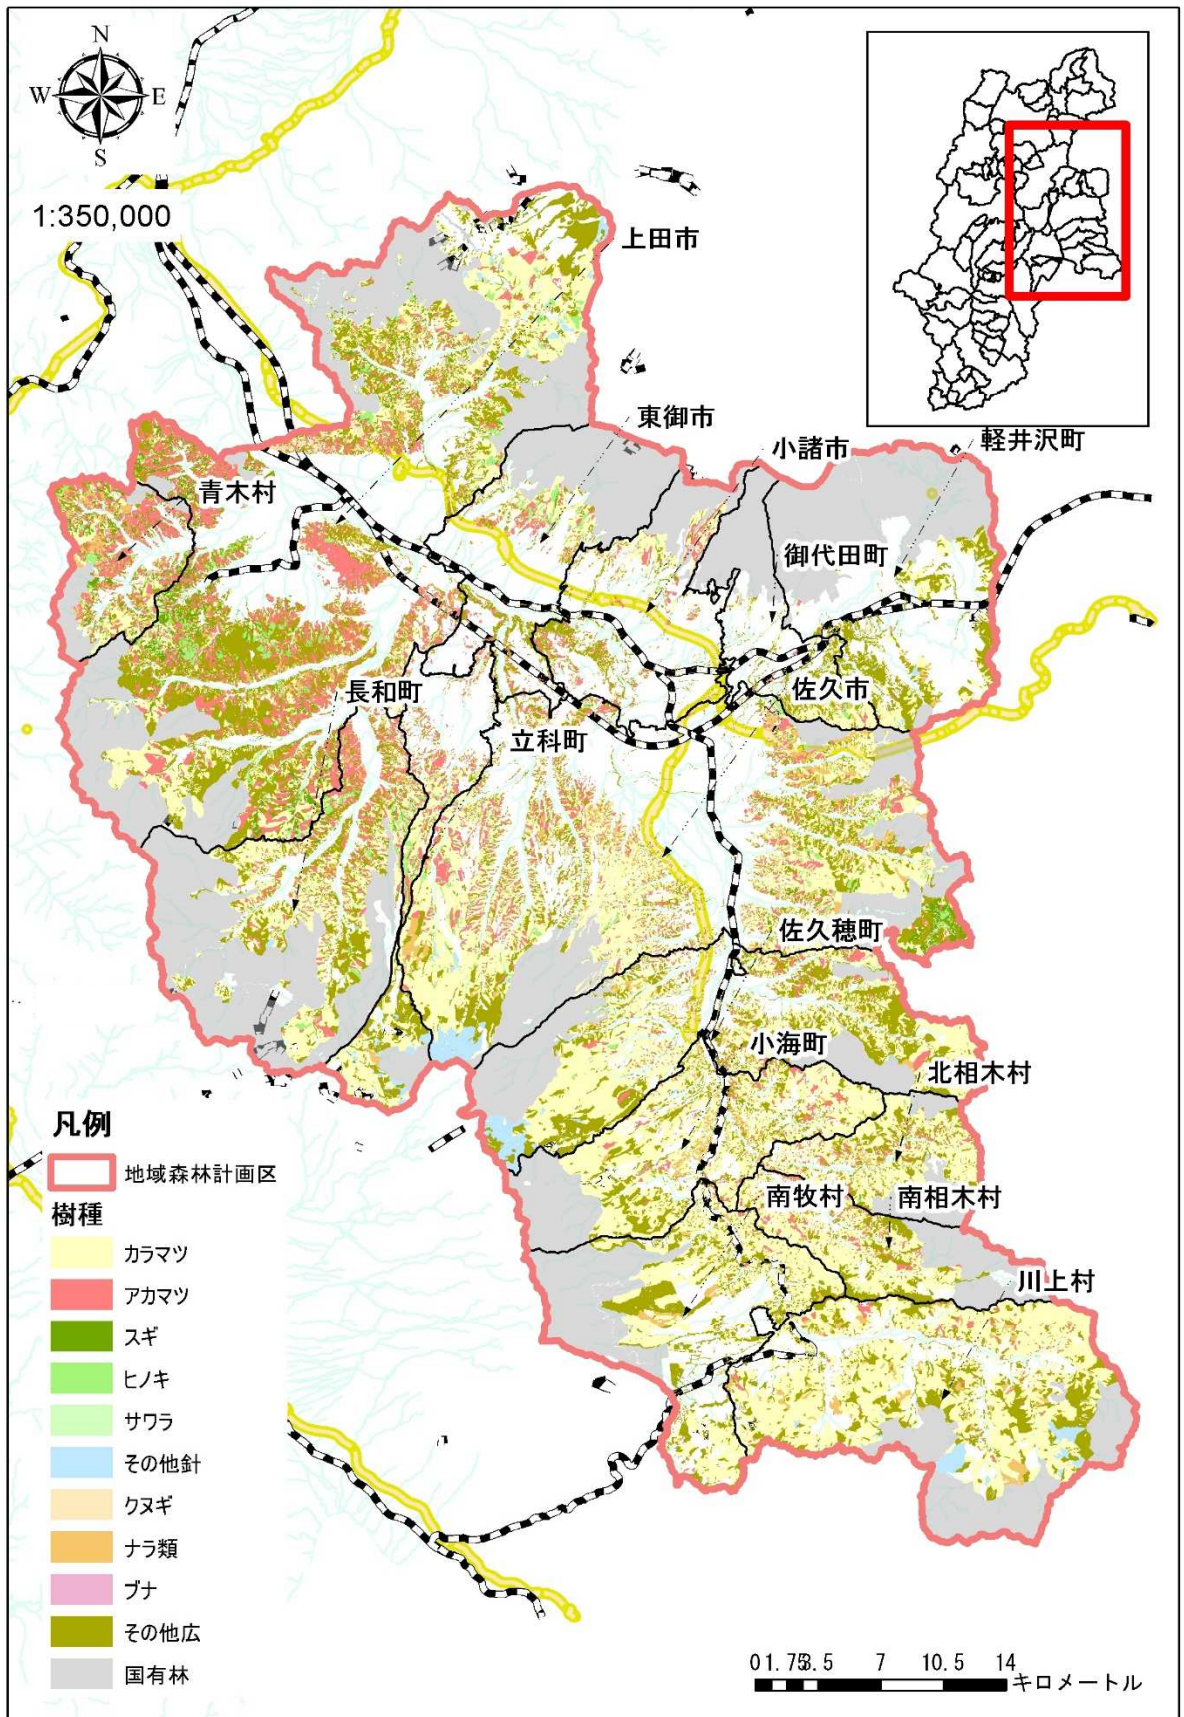 N
W
E
S
1:350,000
上田市
東御市
小諸市
軽井沢町
青木村
御代田町
長和町
佐久市
立科町
佐久穂町
小海町
北相木村
南牧村
南相木村
川上村
凡例
地域森林計画区
樹種
カラマツ
アカマツ
スギ
ヒノキ
サワラ
その他針
クヌギ
ナラ類
ブナ
その他広
国有林
0 1.75 3.5 7 10.5 14
キロメートル